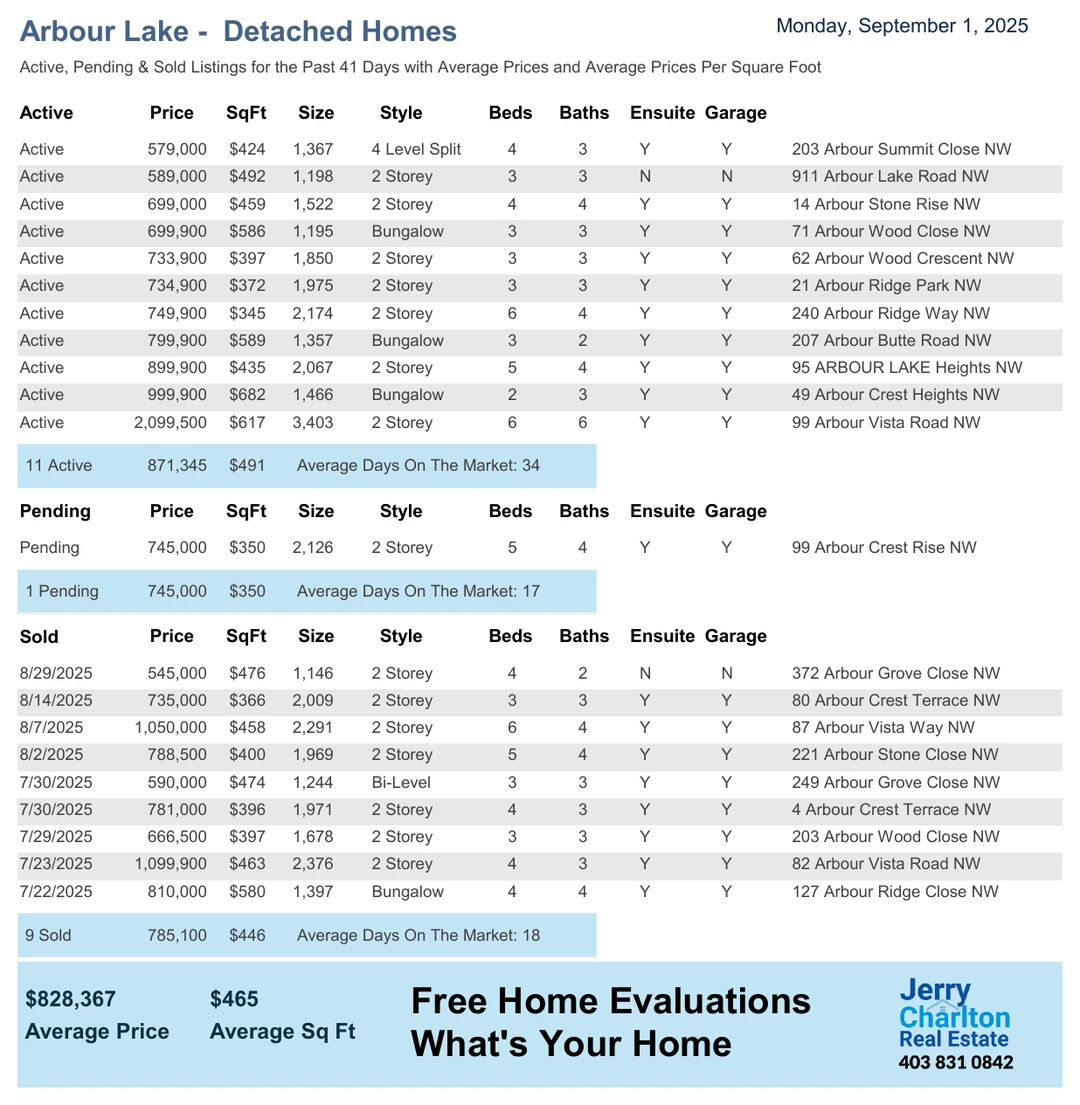 Arbour Lake -  Detached Homes
Monday, September 1, 2025
Active, Pending & Sold Listings for the Past 41 Days with Average Prices and Average Prices Per Square Foot
Active Price SqFt Size Style Beds Baths Ensuite Garage
Active 579,000 $424 1,367 4 Level Split 4 3 Y Y 203 Arbour Summit Close NW
Active 589,000 $492 1,198 2 Storey 3 3 N N 911 Arbour Lake Road NW
Active 699,000 $459 1,522 2 Storey 4 4 Y Y 14 Arbour Stone Rise NW
Active 699,900 $586 1,195 Bungalow 3 3 Y Y 71 Arbour Wood Close NW
Active 733,900 $397 1,850 2 Storey 3 3 Y Y 62 Arbour Wood Crescent NW
Active 734,900 $372 1,975 2 Storey 3 3 Y Y 21 Arbour Ridge Park NW
Active 749,900 $345 2,174 2 Storey 6 4 Y Y 240 Arbour Ridge Way NW
Active 799,900 $589 1,357 Bungalow 3 2 Y Y 207 Arbour Butte Road NW
Active 899,900 $435 2,067 2 Storey 5 4 Y Y 95 ARBOUR LAKE Heights NW
Active 999,900 $682 1,466 Bungalow 2 3 Y Y 49 Arbour Crest Heights NW
Active 2,099,500 $617 3,403 2 Storey 6 6 Y Y 99 Arbour Vista Road NW
11 Active 871,345 $491 Average Days On The Market: 34
Pending Price SqFt Size Style Beds Baths Ensuite Garage
Pending 745,000 $350 2,126 2 Storey 5 4 Y Y 99 Arbour Crest Rise NW
1 Pending 745,000 $350 Average Days On The Market: 17
Sold Price SqFt Size Style Beds Baths Ensuite Garage
8/29/2025 545,000 $476 1,146 2 Storey 4 2 N N 372 Arbour Grove Close NW
8/14/2025 735,000 $366 2,009 2 Storey 3 3 Y Y 80 Arbour Crest Terrace NW
8/7/2025 1,050,000 $458 2,291 2 Storey 6 4 Y Y 87 Arbour Vista Way NW
8/2/2025 788,500 $400 1,969 2 Storey 5 4 Y Y 221 Arbour Stone Close NW
7/30/2025 590,000 $474 1,244 Bi-Level 3 3 Y Y 249 Arbour Grove Close NW
7/30/2025 781,000 $396 1,971 2 Storey 4 3 Y Y 4 Arbour Crest Terrace NW
7/29/2025 666,500 $397 1,678 2 Storey 3 3 Y Y 203 Arbour Wood Close NW
7/23/2025 1,099,900 $463 2,376 2 Storey 4 3 Y Y 82 Arbour Vista Road NW
7/22/2025 810,000 $580 1,397 Bungalow 4 4 Y Y 127 Arbour Ridge Close NW
9 Sold 785,100 $446 Average Days On The Market: 18
$828,367 $465
Average Price Average Sq Ft
Free Home Evaluations
What's Your Home
Jerry
Charlton
Real Estate
403 831 0842